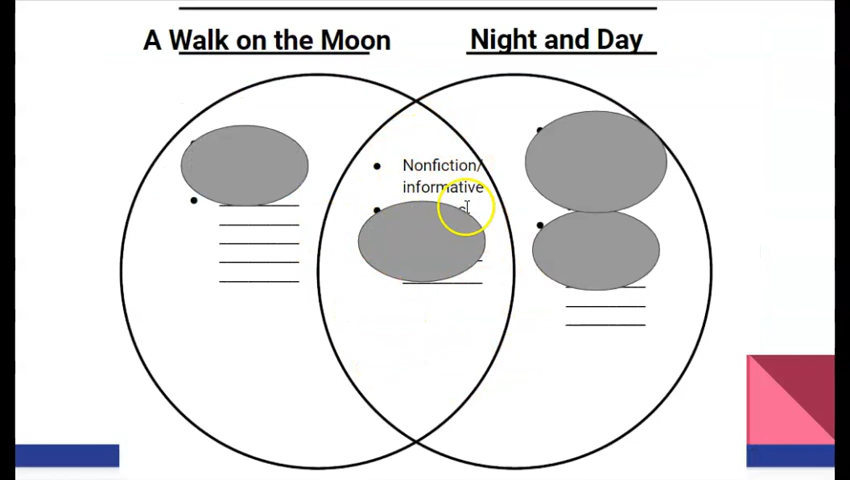 A Walk on the Moon
Night and Day
Nonfiction/
informative